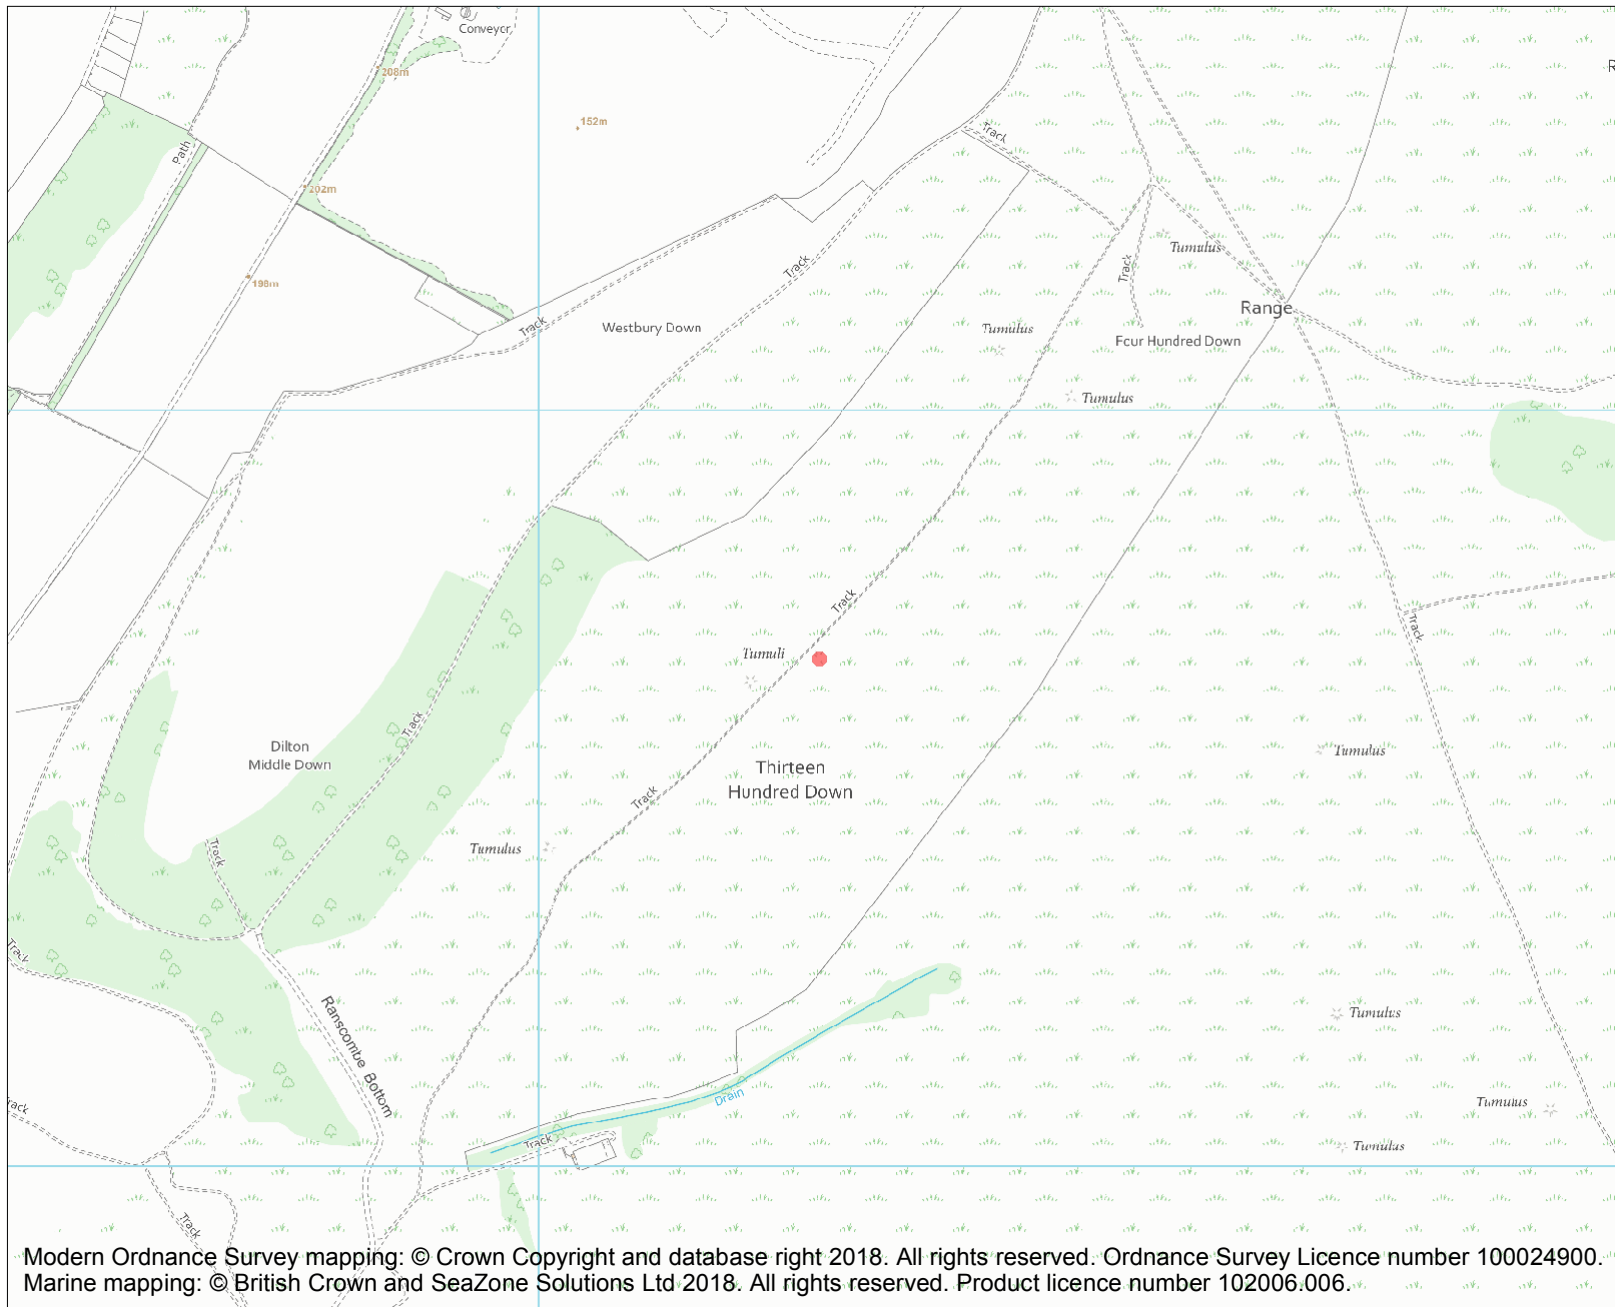 Conveyor
R
208m
152m
Track
Path
202m
Tumulus
Track
Track
198m
Range
Track
Westbury Down
Tumulus
Four Hundred Down
Tumulus
Track
Track
Tumuli
Track
Dilton
Middle Down
Tumulus
Thirteen
Hundred Down
Track
Tumulus
Track
Track
Ranscombe Bottom
Tumulus
Drain
rack
Tumulus
Track
Tumulus
Track
Modern Ordnance Survey mapping: © Crown Copyright and database right 2018. All rights reserved. Ordnance Survey Licence number 100024900.
Marine mapping: © British Crown and SeaZone Solutions Ltd 2018. All rights reserved. Product licence number 102006.006.